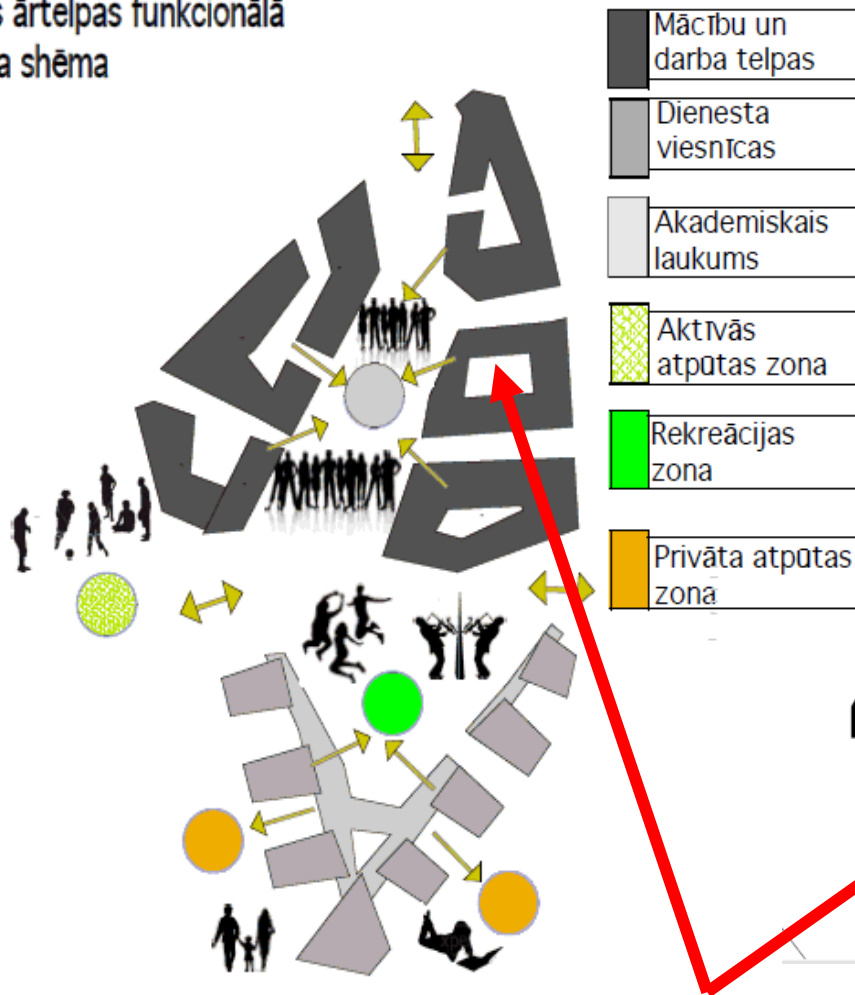 ārtelpas funkcionālā
shēma
Mācību un
darba telpas
Dienesta
viesnīcas
Akademiskais
laukums
Aktīvās
atpūtas zona
Rekreācijas
zona
Privāta atpūtas
zona